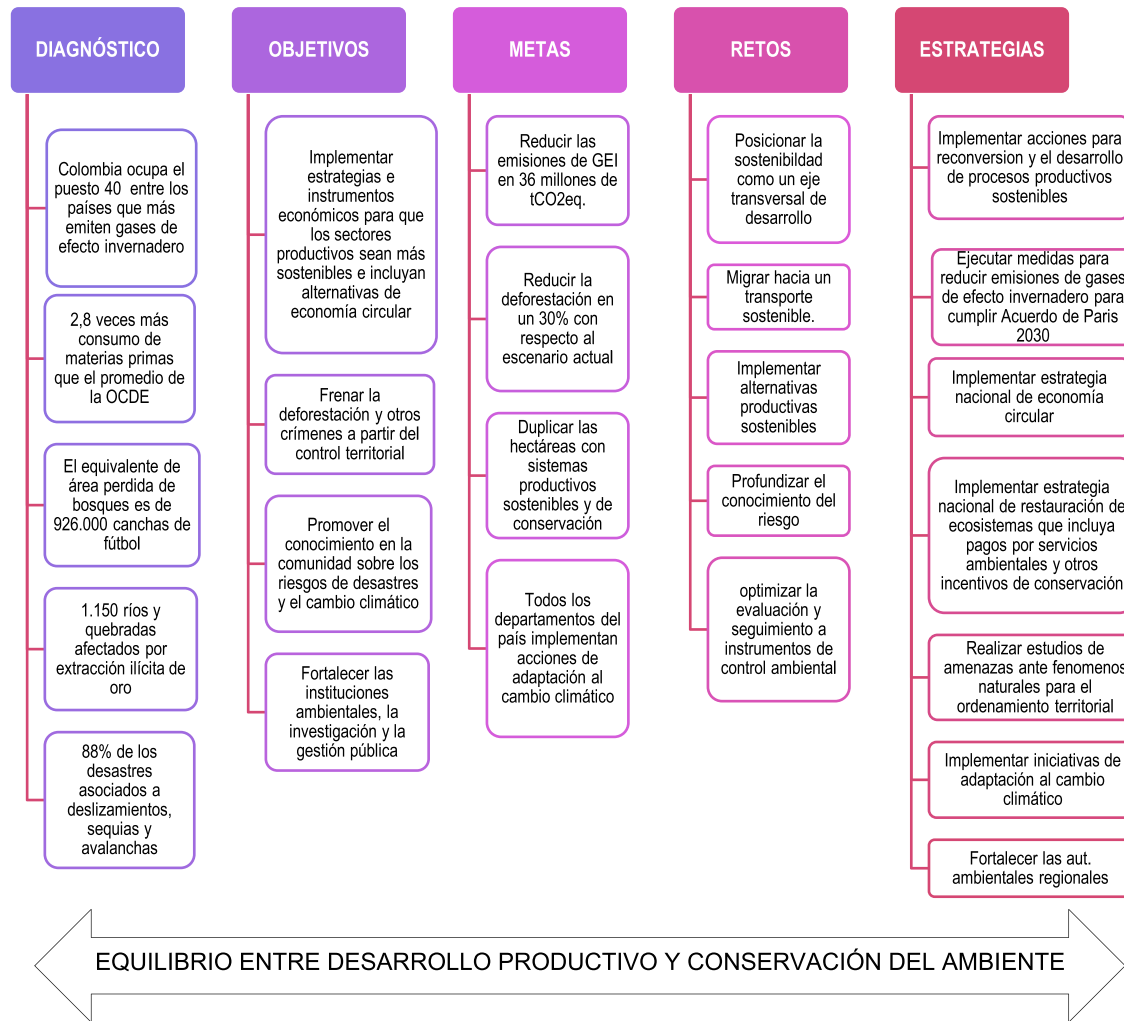 DIAGNÓSTICO
Colombia ocupa el
puesto 40 entre los
países que más
emiten gases de
efecto invernadero
2,8 veces más
consumo de
materias primas
que el promedio de
la OCDE
El equivalente de
área perdida de
bosques es de
926.000 canchas de
fútbol
1.150 ríos y
quebradas
afectados por
extracción ilícita de
oro
88% de los
desastres
asociados a
deslizamientos,
sequias y
avalanchas
OBJETIVOS
Implementar
estrategias e
instrumentos
económicos para que
los sectores
productivos sean más
sostenibles e incluyan
alternativas de
economía circular
Frenar la
deforestación y otros
crímenes a partir del
control territorial
Promover el
conocimiento en la
comunidad sobre los
riesgos de desastres
y el cambio climático
Fortalecer las
instituciones
ambientales, la
investigación y la
gestión pública
METAS
Reducir las
emisiones de GEI
en 36 millones de
tCO2eq.
Reducir la
deforestación en
un 30% con
respecto al
escenario actual
Duplicar las
hectáreas con
sistemas
productivos
sostenibles y de
conservación
Todos los
departamentos del
país implementan
acciones de
adaptación al
cambio climático
RETOS
Posicionar la
sostenibildad
como un eje
transversal de
desarrollo
Migrar hacia un
transporte
sostenible.
Implementar
alternativas
productivas
sostenibles
Profundizar el
conocimiento del
riesgo
optimizar la
evaluación y
seguimiento a
instrumentos de
control ambiental
ESTRATEGIAS
Implementar acciones para
reconversion y el desarrollo
de procesos productivos
sostenibles
Ejecutar medidas para
reducir emisiones de gases
de efecto invernadero para
cumplir Acuerdo de Paris
2030
Implementar estrategia
nacional de economía
circular
Implementar estrategia
nacional de restauración de
ecosistemas que incluya
pagos por servicios
ambientales y otros
incentivos de conservación
Realizar estudios de
amenazas ante fenomenos
naturales para el
ordenamiento territorial
Implementar iniciativas de
adaptación al cambio
climático
Fortalecer las aut.
ambientales regionales
EQUILIBRIO ENTRE DESARROLLO PRODUCTIVO Y CONSERVACIÓN DEL AMBIENTE